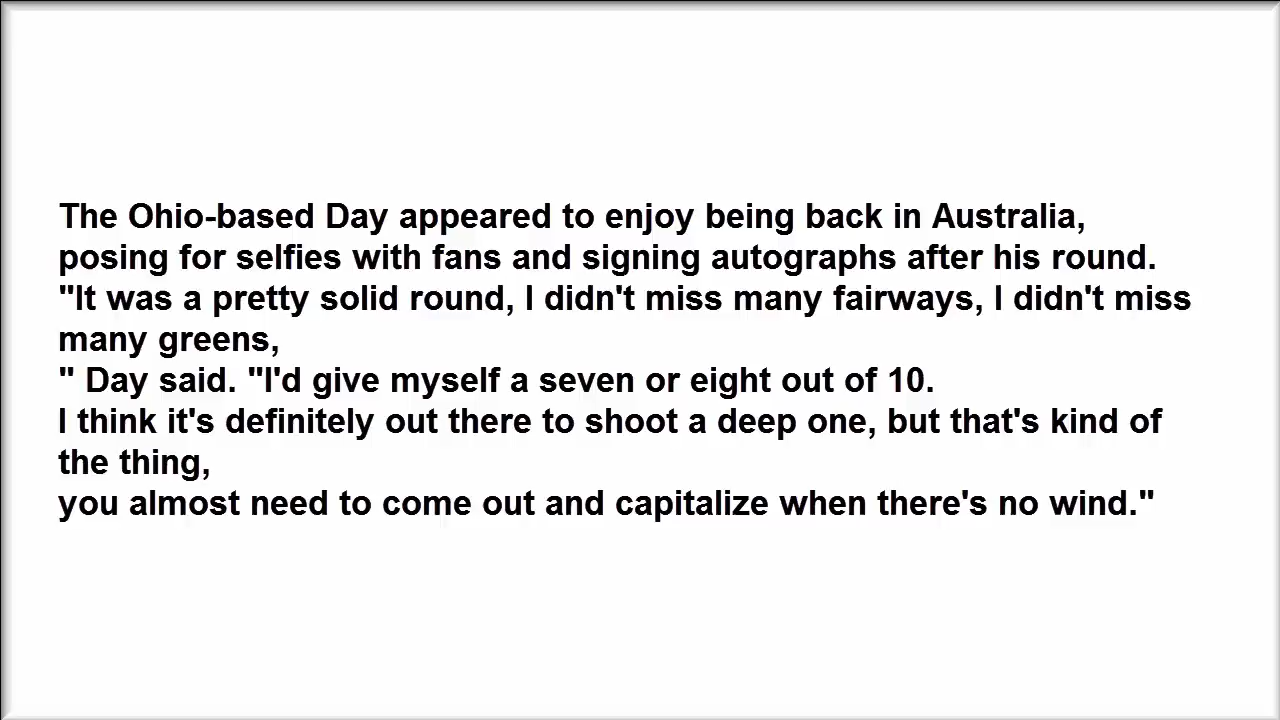 The Ohio-based Day appeared to enjoy being back in Australia,
posing for selfies with fans and signing autographs after his round.
"It was a pretty solid round, I didn't miss many fairways, I didn't miss
many greens,
" Day said. "I'd give myself a seven or eight out of 10.
I think it's definitely out there to shoot a deep one, but that's kind of
the thing,
you almost need to come out and capitalize when there's no wind."